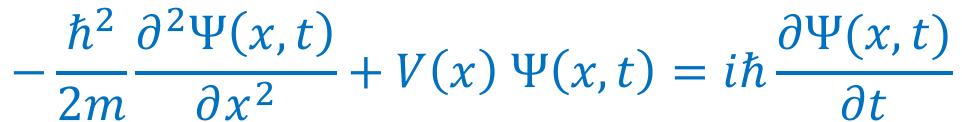 −ħ²/2m ∂²Ψ(x,t)/∂x² + V(x) Ψ(x,t) = iħ ∂Ψ(x,t)/∂t